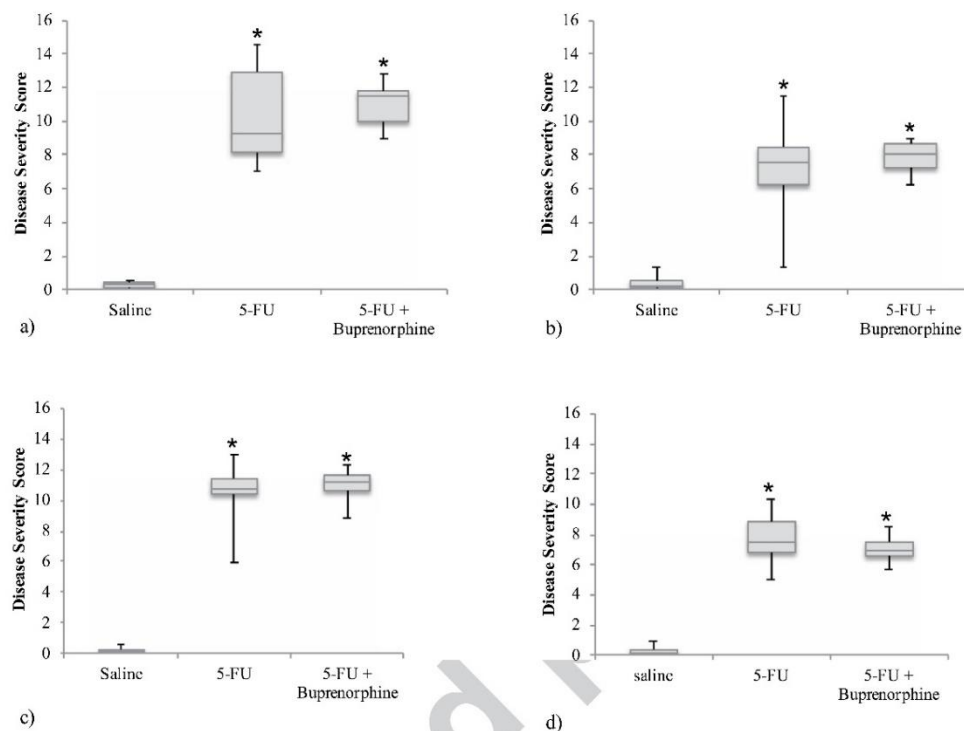 16
14
12
10
8
6
4
2
0
Disease Severity Score
*
*
Saline
5-FU
5-FU +
Buprenorphine
a)
16
14
12
10
8
6
4
2
0
Disease Severity Score
*
*
Saline
5-FU
5-FU +
Buprenorphine
b)
16
14
12
10
8
6
4
2
0
Disease Severity Score
*
*
Saline
5-FU
5-FU +
Buprenorphine
c)
16
14
12
10
8
6
4
2
0
Disease Severity Score
*
*
saline
5-FU
5-FU +
Buprenorphine
d)